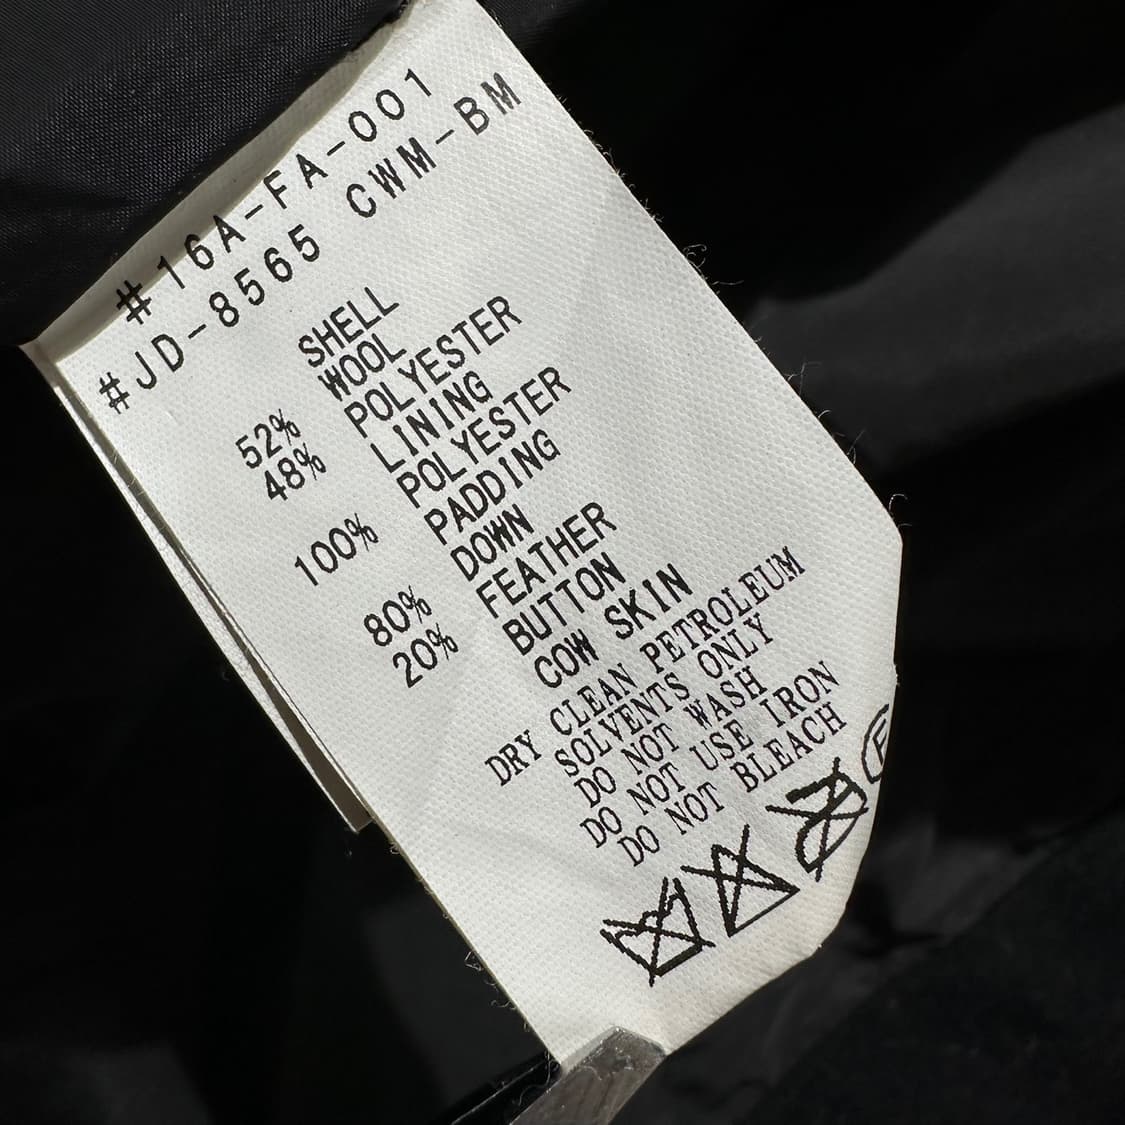 #16A-FA-001
#JD-8565 CWM-BM
SHELL
52% WOOL
48% POLYESTER
LINING
100% POLYESTER
PADDING
80% DOWN
20% FEATHER
BUTTON
COW SKIN
DRY CLEAN PETROLEUM
SOLVENTS ONLY
DO NOT WASH
DO NOT USE IRON
DO NOT BLEACH
F